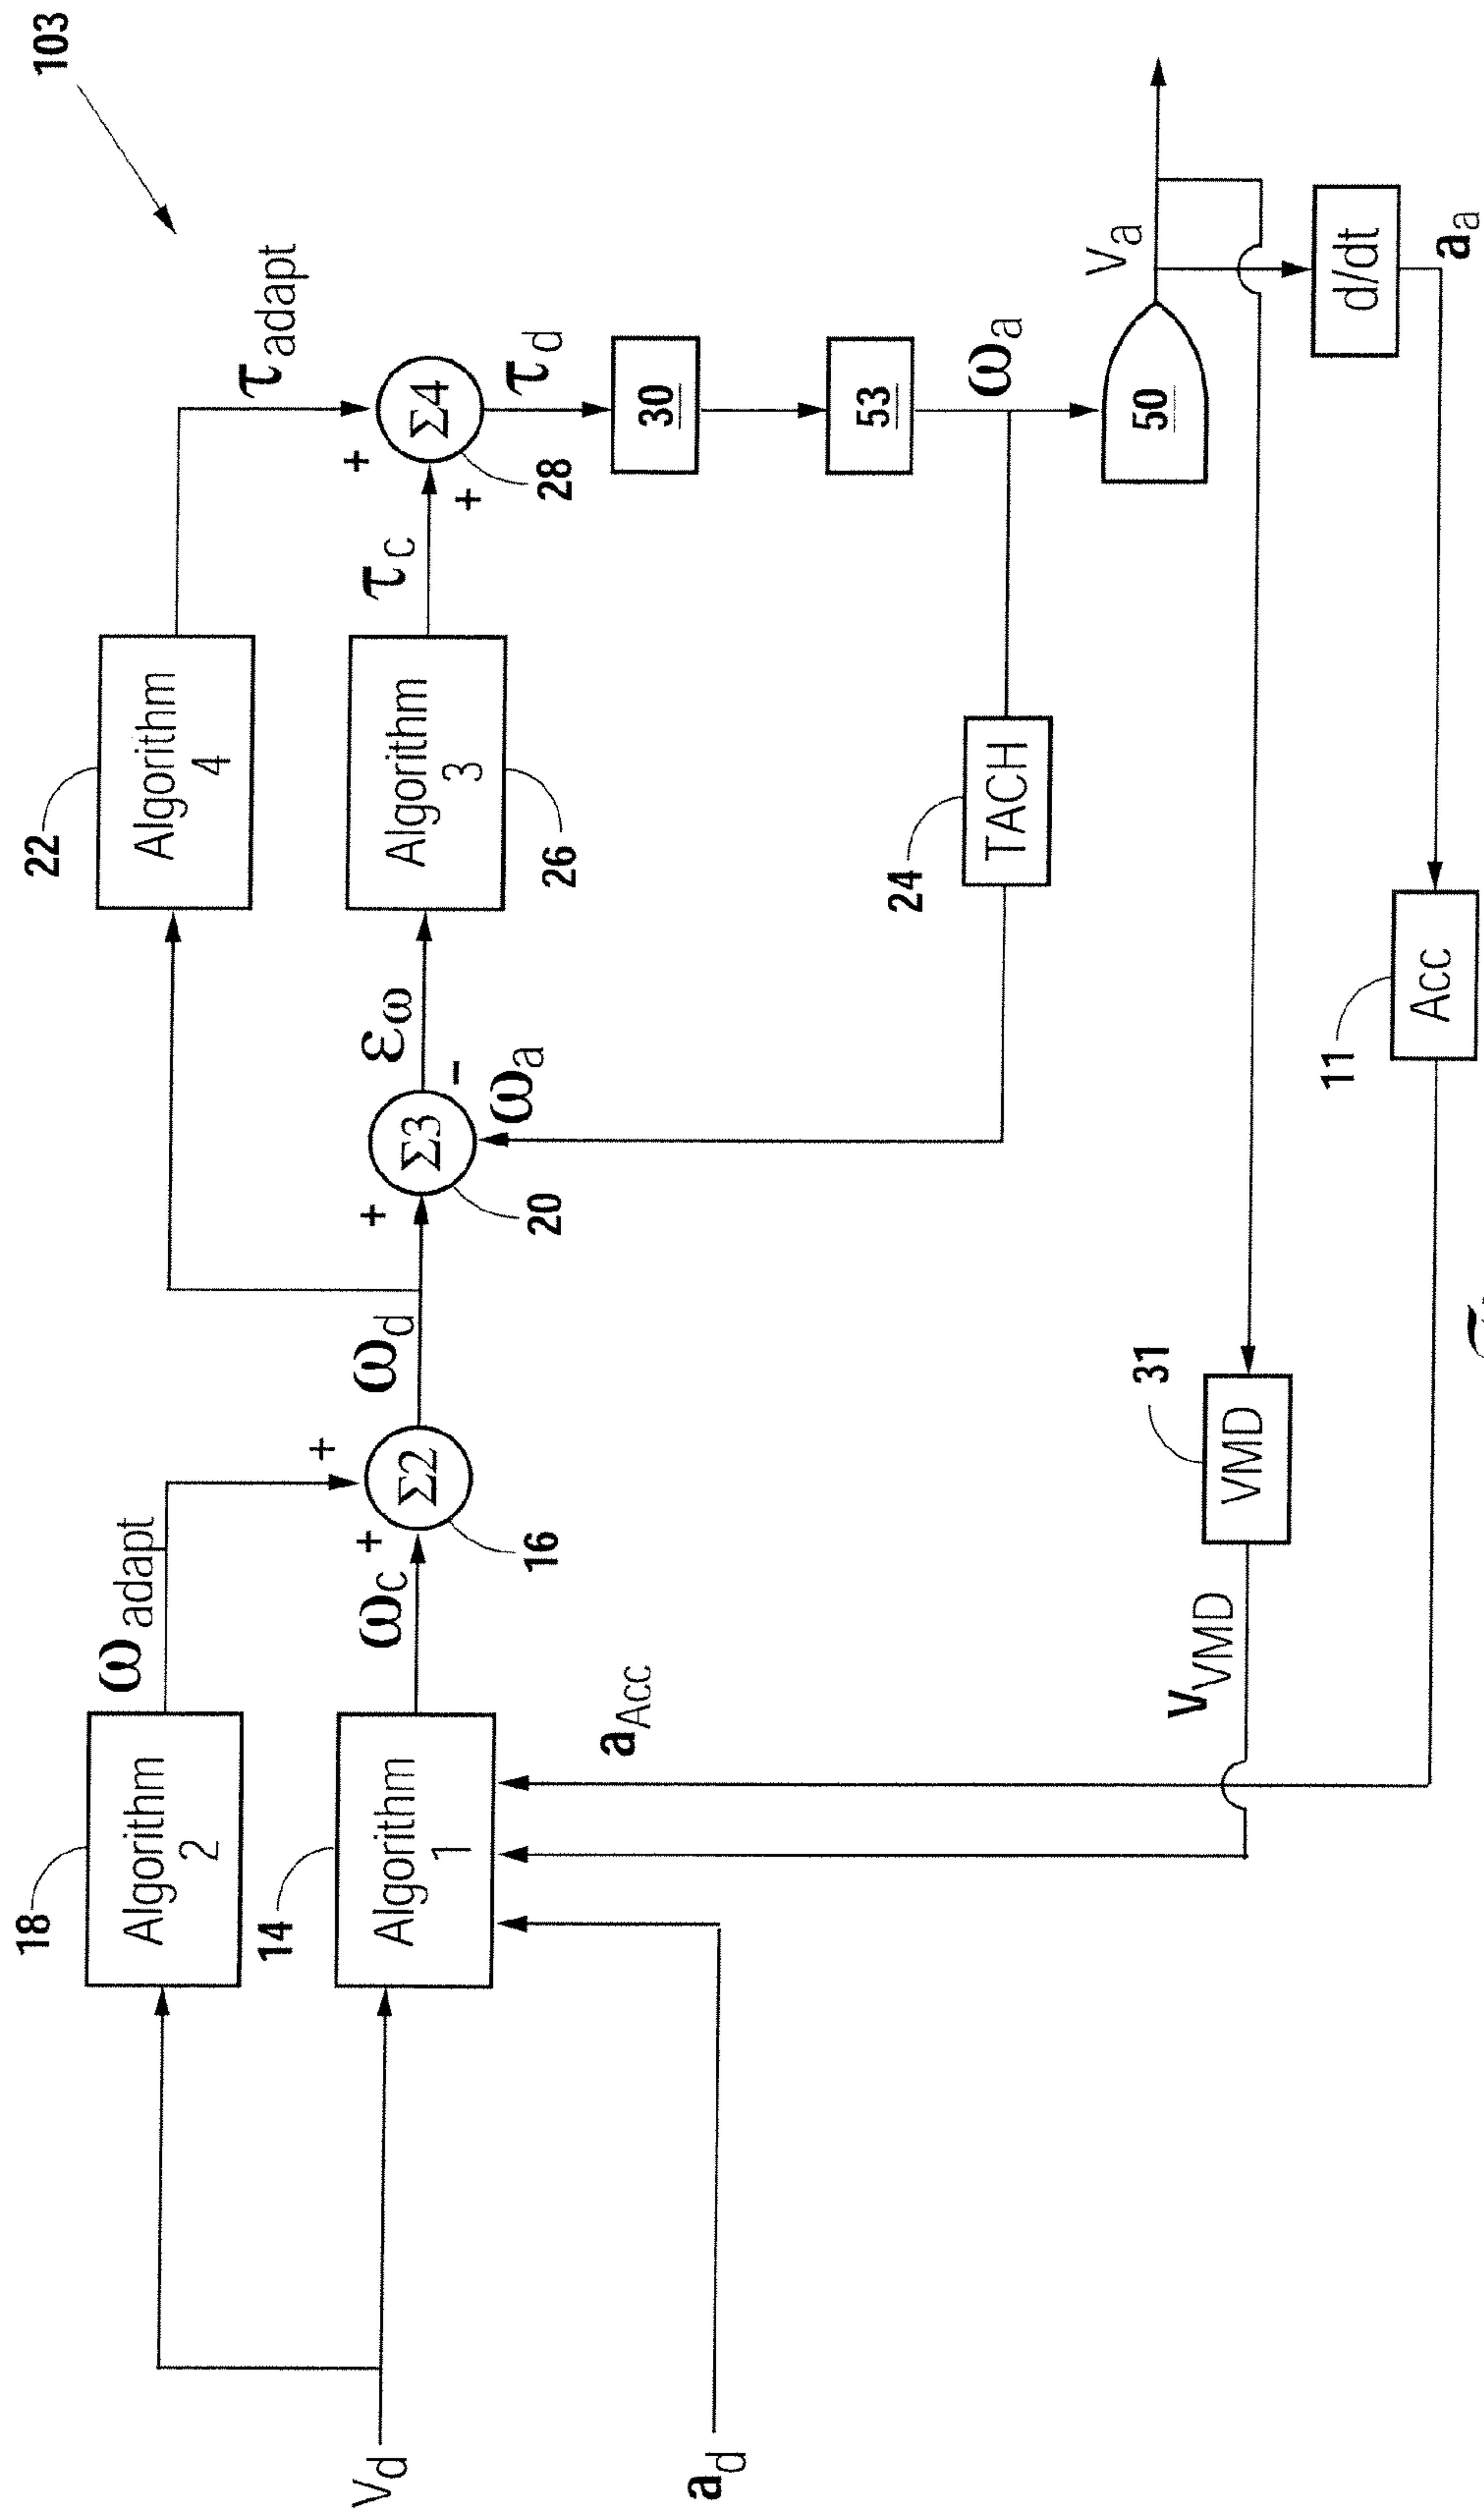 103
22
Algorithm
4
τadapt
18
Algorithm
2
ωadapt
+
+
Σ4
28
τd
30
53
ωa
50
Va
d/dt
aa
Vd
14
Algorithm
1
ωc
+
+
Σ2
16
ωd
+
Σ3
20
−
ωa
εω
Algorithm
3
26
τc
24
TACH
ad
aAcc
VVMD
31
VMD
11
Acc